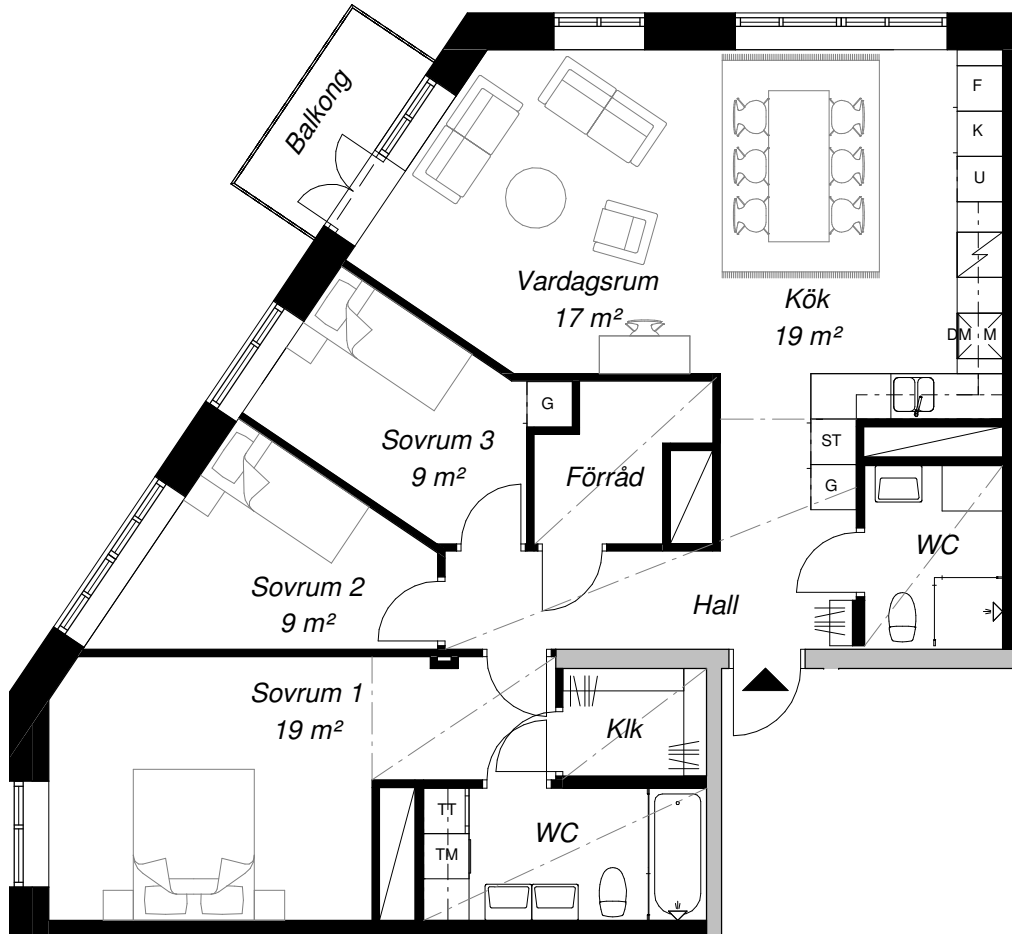 Balkong
F
K
U
Vardagsrum
17 m²
Kök
19 m²
DM M
G
Sovrum 3
9 m²
Förråd
ST
G
WC
Sovrum 2
9 m²
Hall
Sovrum 1
19 m²
Klk
TT
TM
WC